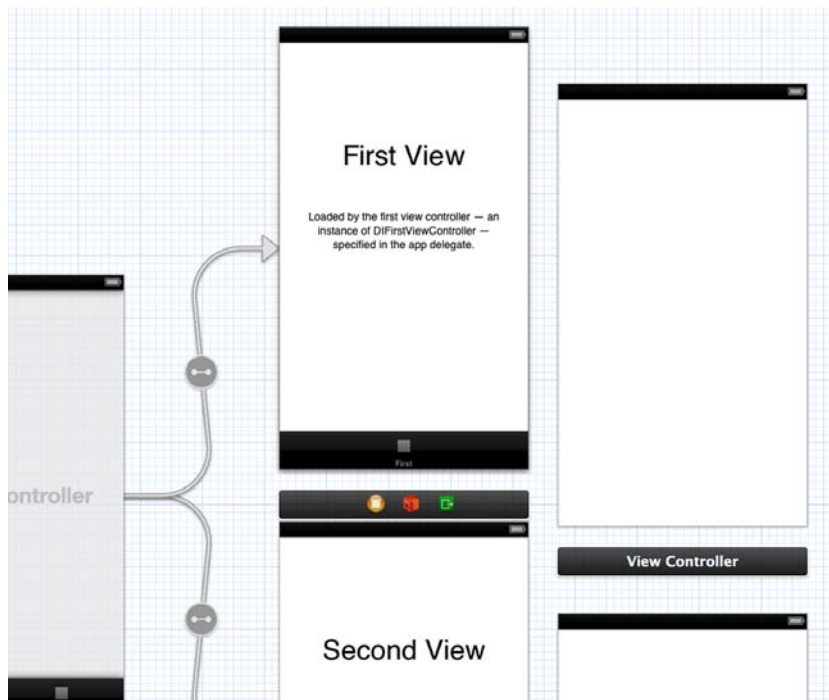 First View
Loaded by the first view controller — an
instance of DIFirstViewController —
specified in the app delegate.
First
ontroller
View Controller
Second View